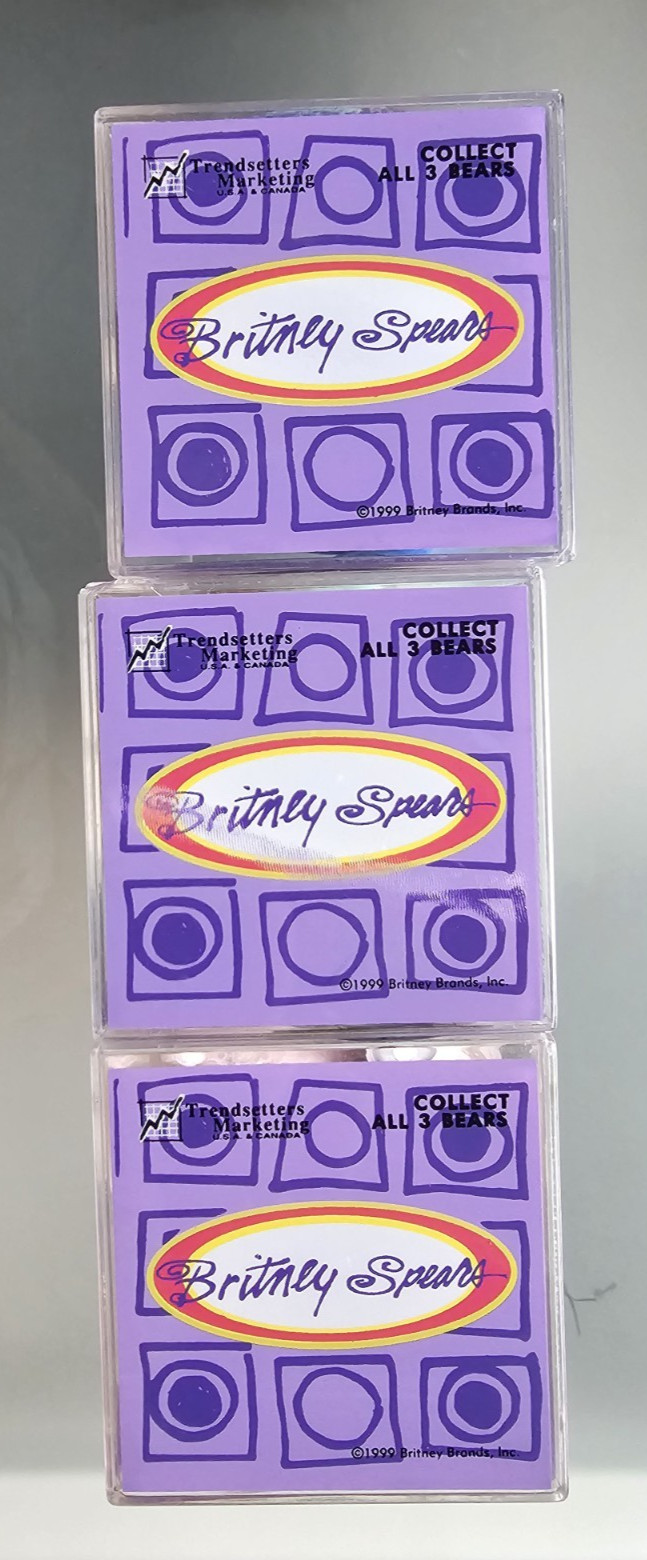 Trendsetters
Marketing
U.S.A. & CANADA
COLLECT
ALL 3 BEARS
Britney Spears
©1999 Britney Brands, Inc.
Trendsetters
Marketing
U.S.A. & CANADA
COLLECT
ALL 3 BEARS
Britney Spears
©1999 Britney Brands, Inc.
Trendsetters
Marketing
U.S.A. & CANADA
COLLECT
ALL 3 BEARS
Britney Spears
©1999 Britney Brands, Inc.